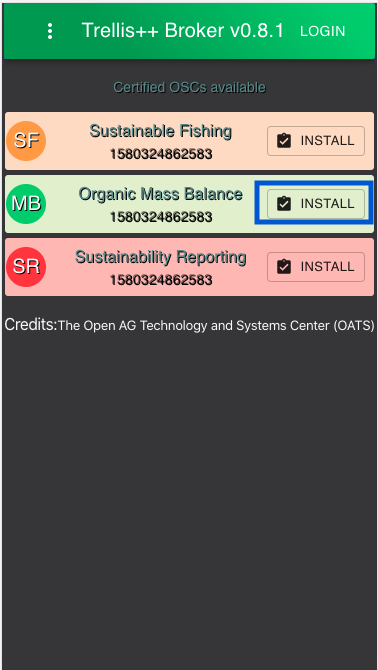 Trellis++ Broker v0.8.1 LOGIN
Certified OSCs available
SF Sustainable Fishing INSTALL
1580324862583
MB Organic Mass Balance INSTALL
1580324862583
SR Sustainability Reporting INSTALL
1580324862583
Credits:The Open AG Technology and Systems Center (OATS)